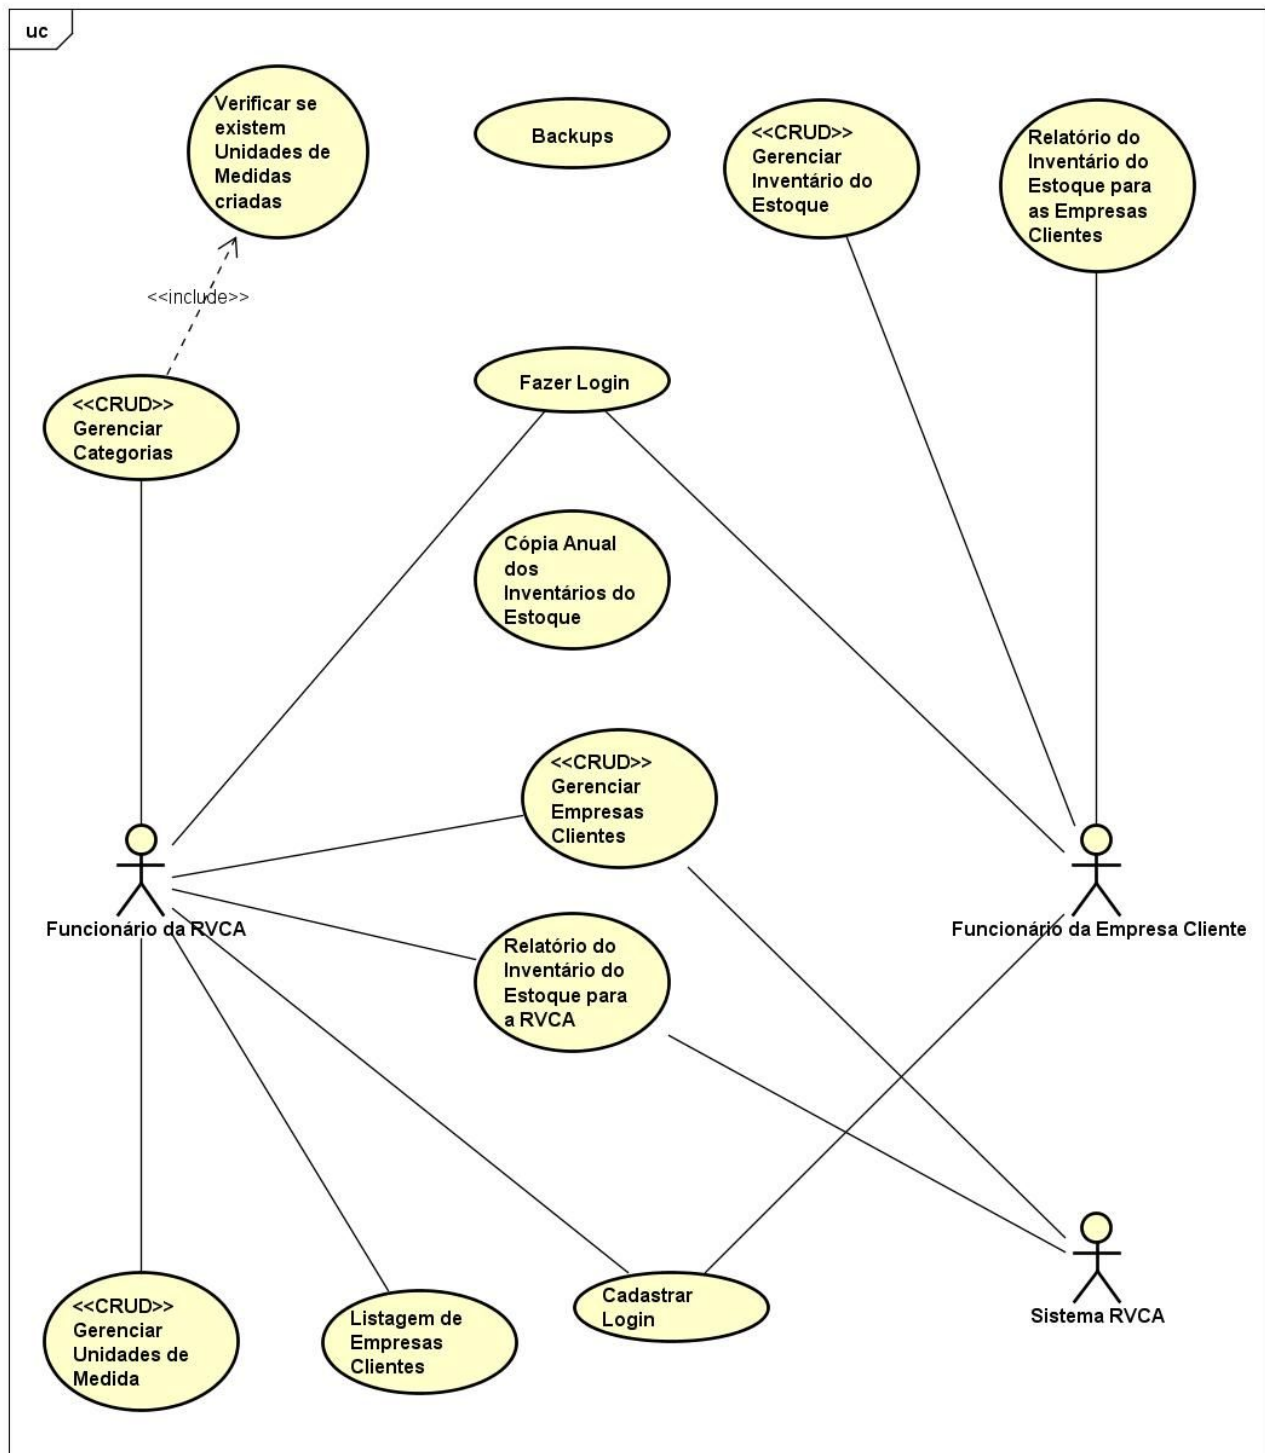 uc
Verificar se
existem
Unidades de
Medidas
criadas
Backups
<<CRUD>>
Gerenciar
Inventário do
Estoque
Relatório do
Inventário do
Estoque para
as Empresas
Clientes
<<include>>
<<CRUD>>
Gerenciar
Categorias
Fazer Login
Cópia Anual
dos
Inventários do
Estoque
<<CRUD>>
Gerenciar
Empresas
Clientes
Funcionário da RVCA
Funcionário da Empresa Cliente
Relatório do
Inventário do
Estoque para
a RVCA
<<CRUD>>
Gerenciar
Unidades de
Medida
Listagem de
Empresas
Clientes
Cadastrar
Login
Sistema RVCA